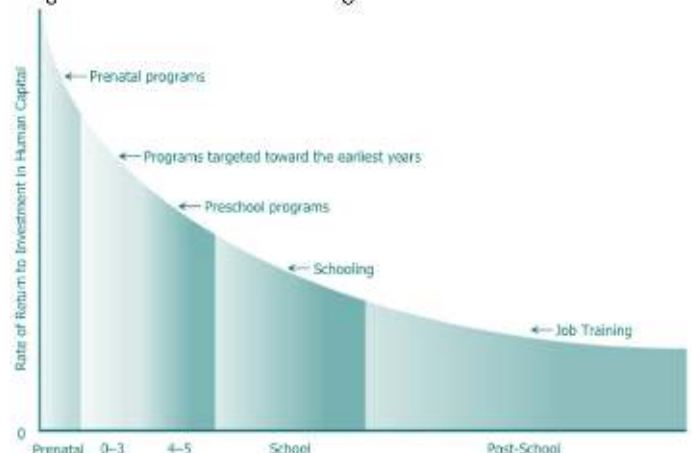 Prenatal programs
Programs targeted toward the earliest years
Preschool programs
Schooling
Job Training
Rate of Return to Investment in Human Capital
0
Prenatal 0–3 4–5 School Post-School